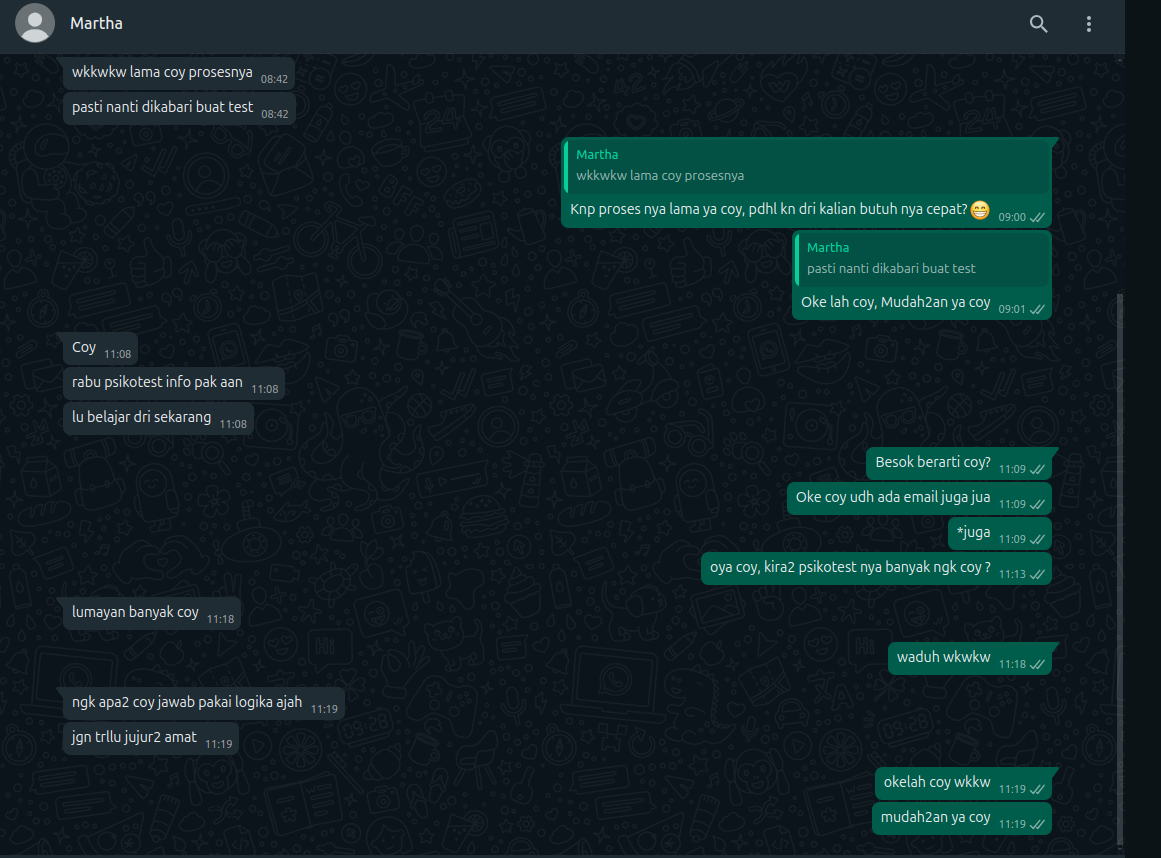 Martha
wkkwkw lama coy prosesnya 08:42
pasti nanti dikabari buat test 08:42
Martha
wkkwkw lama coy prosesnya
Knp proses nya lama ya coy, pdhl kn dri kalian butuh nya cepat?😁 09:00
Martha
pasti nanti dikabari buat test
Oke lah coy, Mudah2an ya coy 09:01
Coy 11:08
rabu psikotest info pak aan 11:08
lu belajar dri sekarang 11:08
Besok berarti coy? 11:09
Oke coy udh ada email juga jua 11:09
*juga 11:09
oya coy, kira2 psikotest nya banyak ngk coy ? 11:13
lumayan banyak coy 11:18
waduh wkwkw 11:18
ngk apa2 coy jawab pakai logika ajah 11:19
jgn trllu jujur2 amat 11:19
okelah coy wkkw 11:19
mudah2an ya coy 11:19